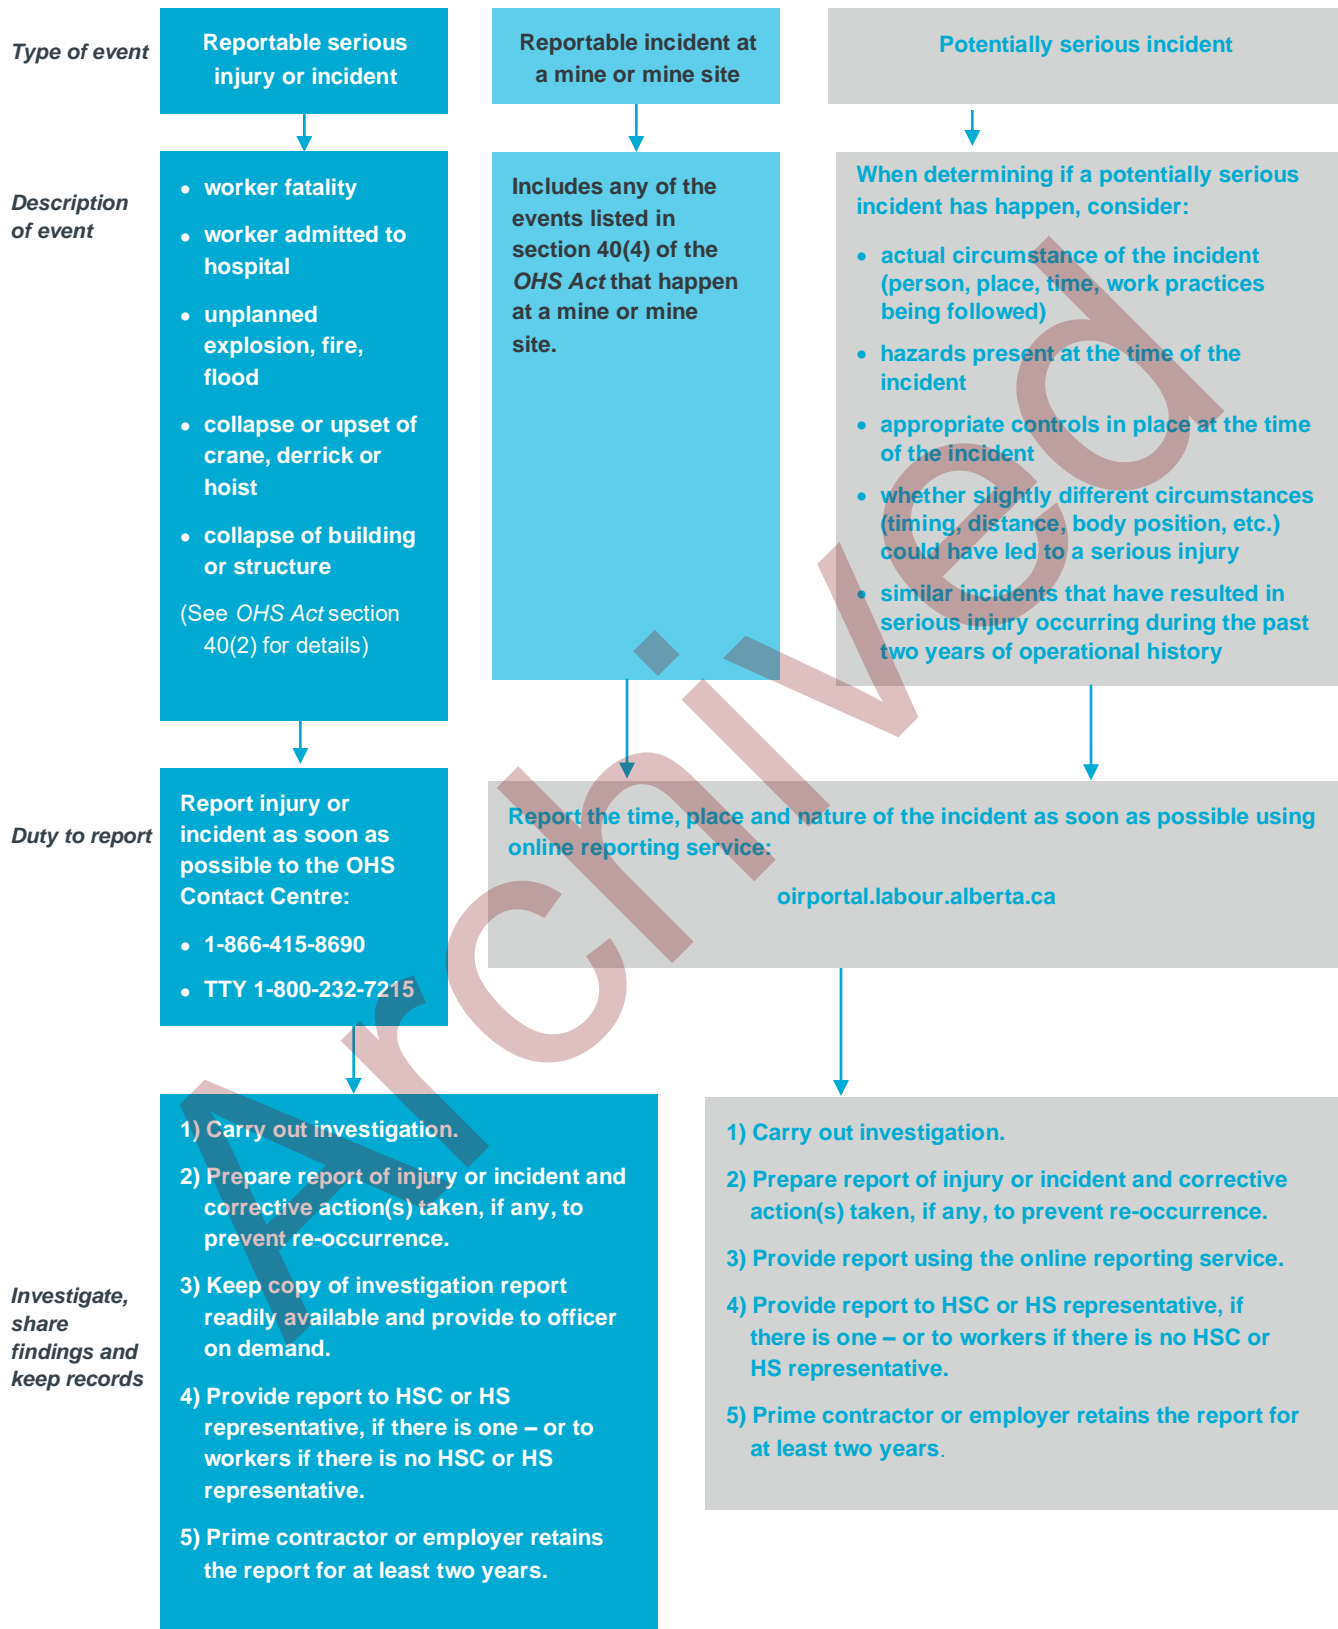 Type of event
Reportable serious
injury or incident
Reportable incident at
a mine or mine site
Potentially serious incident
Description
of event
• worker fatality
• worker admitted to
hospital
• unplanned
explosion, fire,
flood
• collapse or upset of
crane, derrick or
hoist
• collapse of building
or structure
(See OHS Act section
40(2) for details)
Includes any of the
events listed in
section 40(4) of the
OHS Act that happen
at a mine or mine
site.
When determining if a potentially serious
incident has happen, consider:
• actual circumstance of the incident
(person, place, time, work practices
being followed)
• hazards present at the time of the
incident
• appropriate controls in place at the time
of the incident
• whether slightly different circumstances
(timing, distance, body position, etc.)
could have led to a serious injury
• similar incidents that have resulted in
serious injury occurring during the past
two years of operational history
Duty to report
Report injury or
incident as soon as
possible to the OHS
Contact Centre:
• 1-866-415-8690
• TTY 1-800-232-7215
Report the time, place and nature of the incident as soon as possible using
online reporting service:
oirportal.labour.alberta.ca
Investigate,
share
findings and
keep records
1) Carry out investigation.
2) Prepare report of injury or incident and
corrective action(s) taken, if any, to
prevent re-occurrence.
3) Keep copy of investigation report
readily available and provide to officer
on demand.
4) Provide report to HSC or HS
representative, if there is one – or to
workers if there is no HSC or HS
representative.
5) Prime contractor or employer retains
the report for at least two years.
1) Carry out investigation.
2) Prepare report of injury or incident and corrective
action(s) taken, if any, to prevent re-occurrence.
3) Provide report using the online reporting service.
4) Provide report to HSC or HS representative, if
there is one – or to workers if there is no HSC or
HS representative.
5) Prime contractor or employer retains the report for
at least two years.
Archived